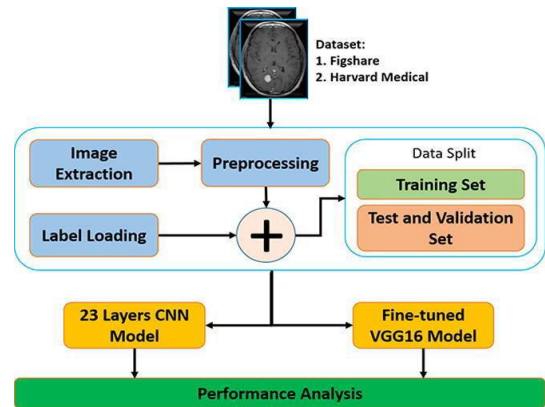 Dataset:
1. Figshare
2. Harvard Medical
Image
Extraction
Preprocessing
Label Loading
+
Data Split
Training Set
Test and Validation
Set
23 Layers CNN
Model
Fine-tuned
VGG16 Model
Performance Analysis